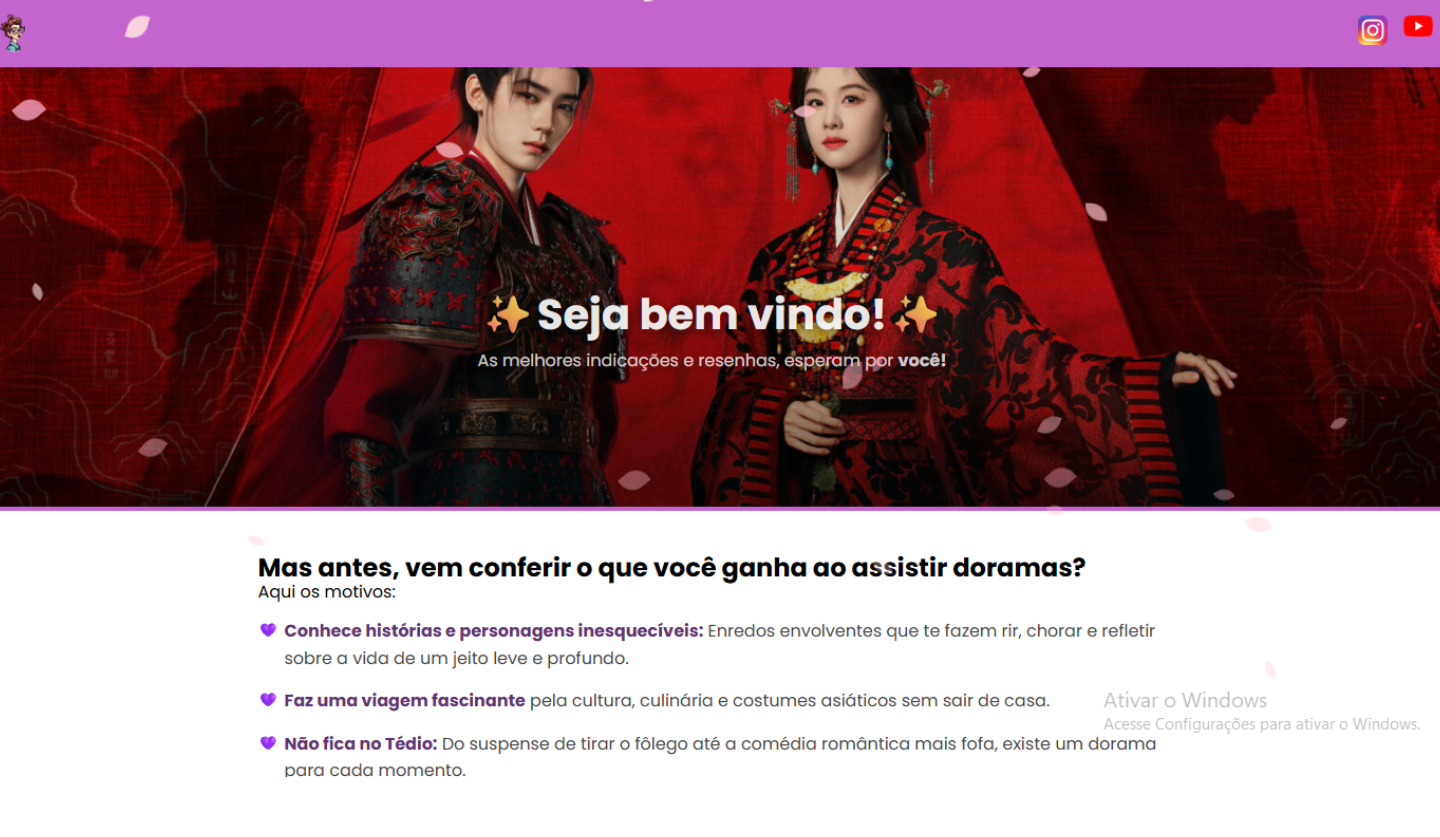 ✨ Seja bem vindo! ✨
As melhores indicações e resenhas, esperam por você!
Mas antes, vem conferir o que você ganha ao assistir doramas?
Aqui os motivos:
💜 Conhece histórias e personagens inesquecíveis: Enredos envolventes que te fazem rir, chorar e refletir
sobre a vida de um jeito leve e profundo.
💜 Faz uma viagem fascinante pela cultura, culinária e costumes asiáticos sem sair de casa.
💜 Não fica no Tédio: Do suspense de tirar o fôlego até a comédia romântica mais fofa, existe um dorama
para cada momento.
Ativar o Windows
Acesse Configurações para ativar o Windows.